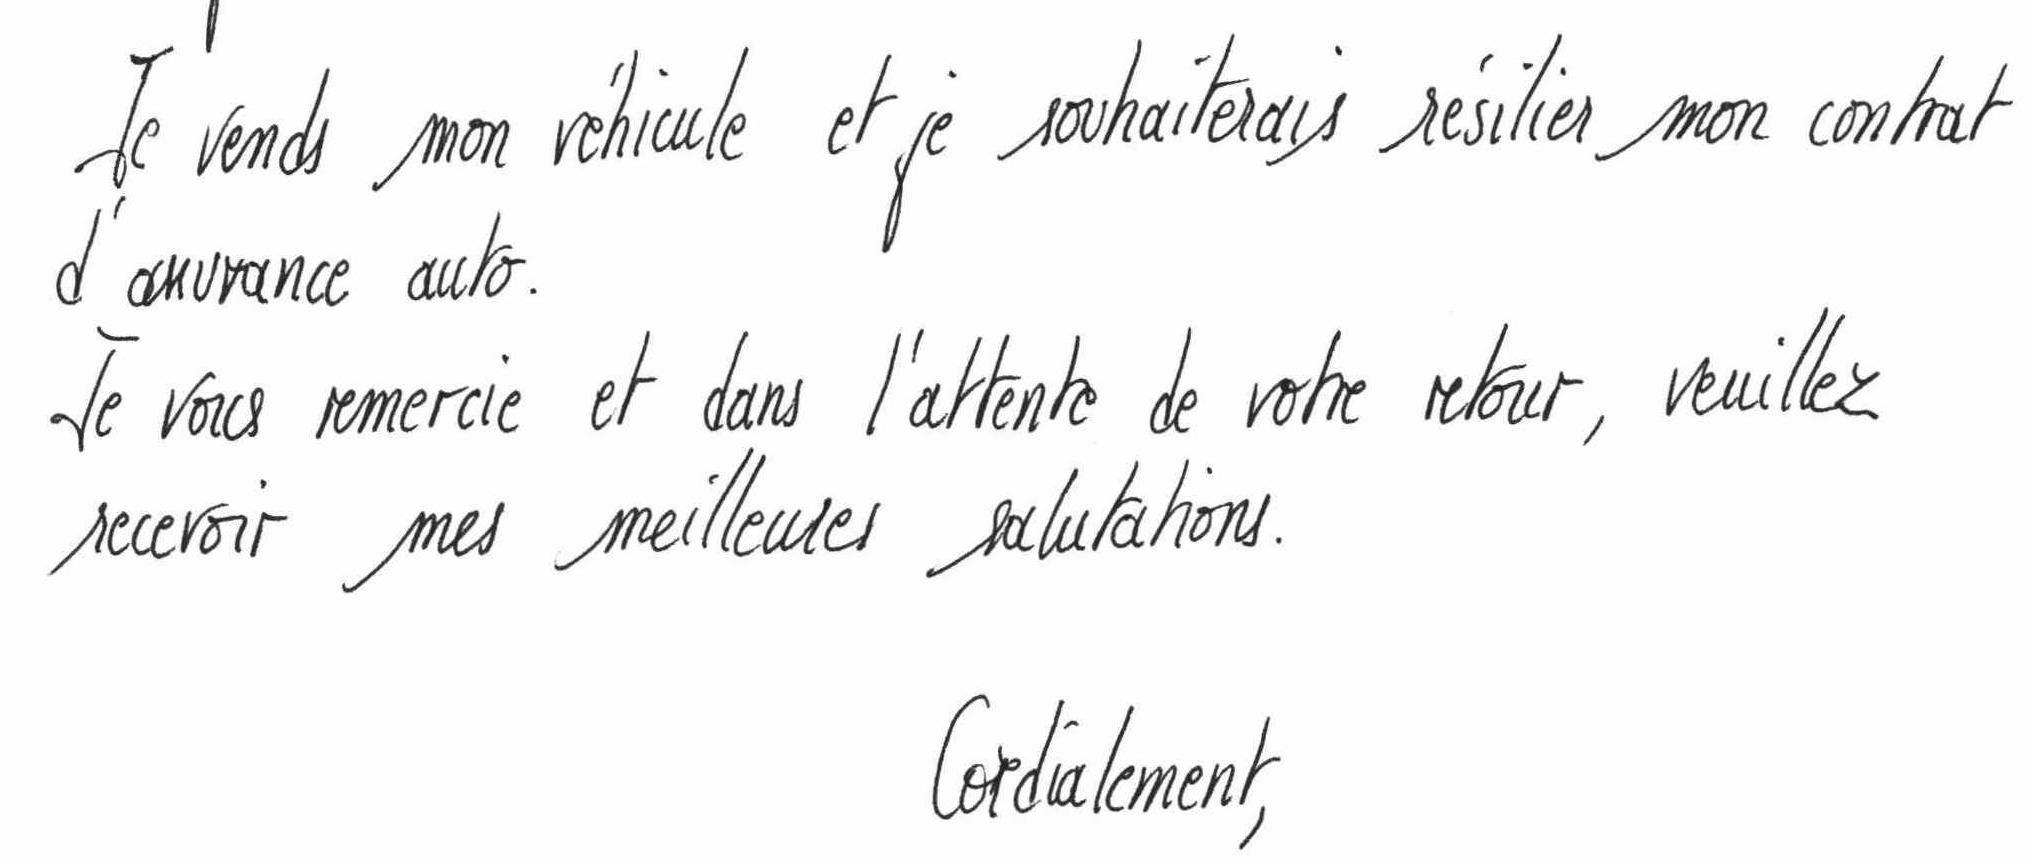 Je vends mon véhicule et je souhaiterais résilier mon contrat
d'assurance auto.
Je vous remercie et dans l'attente de votre retour, veuillez
recevoir mes meilleures salutations.
Cordialement,